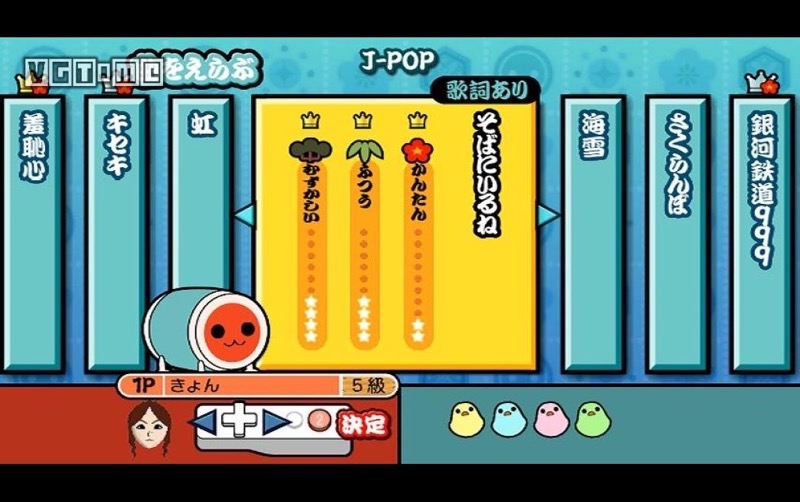 VGTIME
をえらぶ
J-POP
歌詞あり
銀河鉄道999
さくらんぼ
海雪
そばにいるね
かんたん
ふつう
むずかしい
虹
キセキ
羞恥心
1P きょん 5級
2
決定